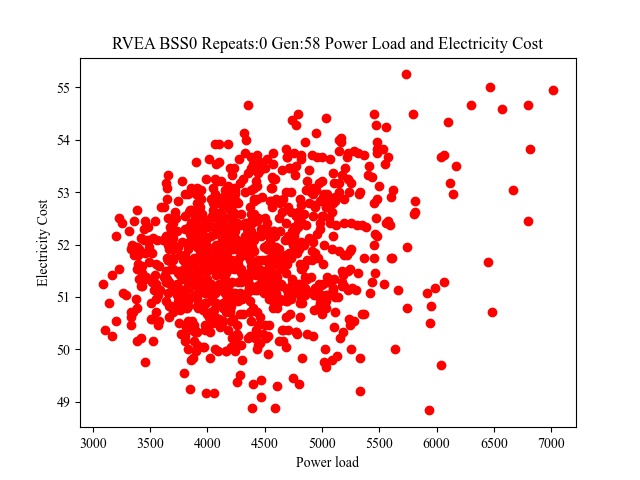 RVEA BSS0 Repeats:0 Gen:58 Power Load and Electricity Cost
55
54
53
52
51
50
49
Electricity Cost
3000 3500 4000 4500 5000 5500 6000 6500 7000
Power load